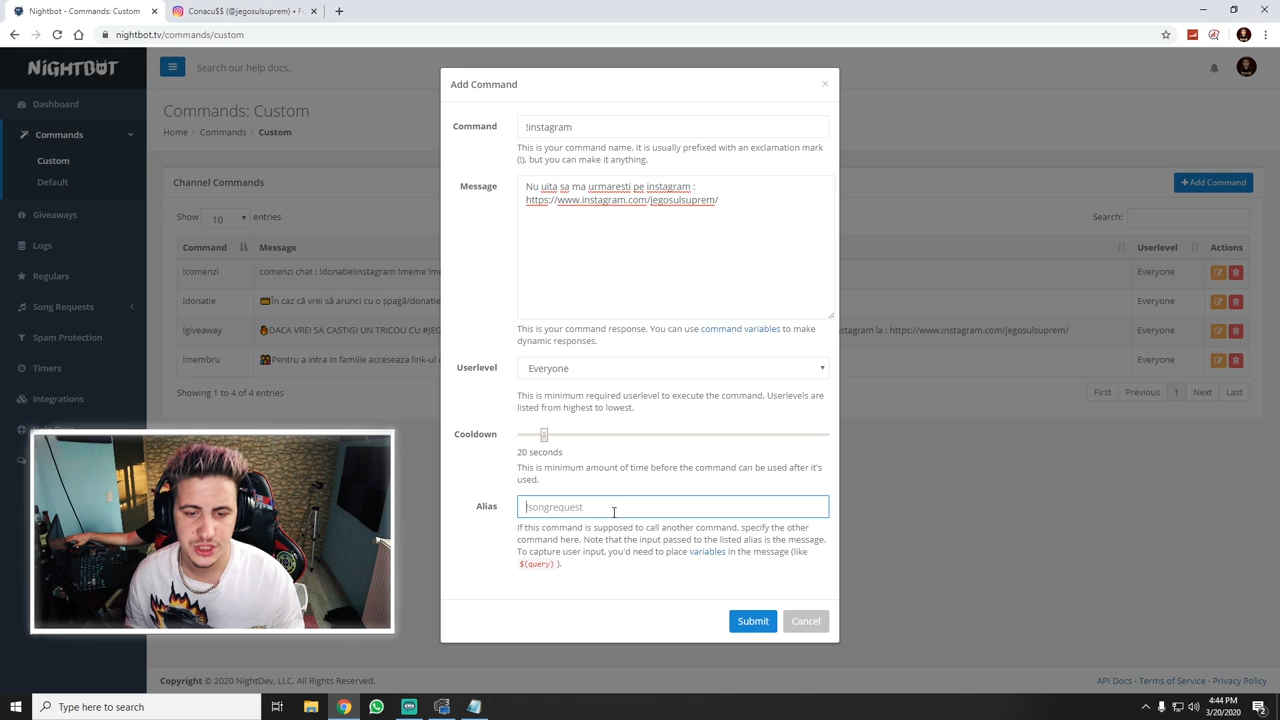 Nightbot - Commands: Custom
Conacu$$ (@jegosulsuprem) • F
nightbot.tv/commands/custom
NIGHTBOT
Search our help docs...
Dashboard
Commands
Custom
Default
Giveaways
Logs
Regulars
Song Requests
Spam Protection
Timers
Integrations
Commands: Custom
Home / Commands / Custom
Channel Commands
+ Add Command
Show 10 entries
Search:
Command Message Userlevel Actions
!comenzi comenzi chat : !donatie!instagram !meme !me Everyone
!donatie În caz că vrei să arunci cu o șpagă/donatie Everyone
!giveaway DACA VREI SA CASTIGI UN TRICOU CU #JEG nstagram la : https://www.instagram.com/jegosulsuprem/ Everyone
!membru Pentru a intra in familie acceseaza link-ul d Everyone
Showing 1 to 4 of 4 entries
First Previous 1 Next Last
Add Command
×
Command
!instagram
This is your command name. It is usually prefixed with an exclamation mark
(!), but you can make it anything.
Message
Nu uita sa ma urmaresti pe instagram :
https://www.instagram.com/jegosulsuprem/
This is your command response. You can use command variables to make
dynamic responses.
Userlevel
Everyone
This is minimum required userlevel to execute the command. Userlevels are
listed from highest to lowest.
Cooldown
20 seconds
This is minimum amount of time before the command can be used after it's
used.
Alias
!songrequest
If this command is supposed to call another command, specify the other
command here. Note that the input passed to the listed alias is the message.
To capture user input, you'd need to place variables in the message (like
$(query) ).
Submit
Cancel
Copyright © 2020 NightDev, LLC. All Rights Reserved.
API Docs - Terms of Service - Privacy Policy
Type here to search
4:44 PM
3/20/2020
2